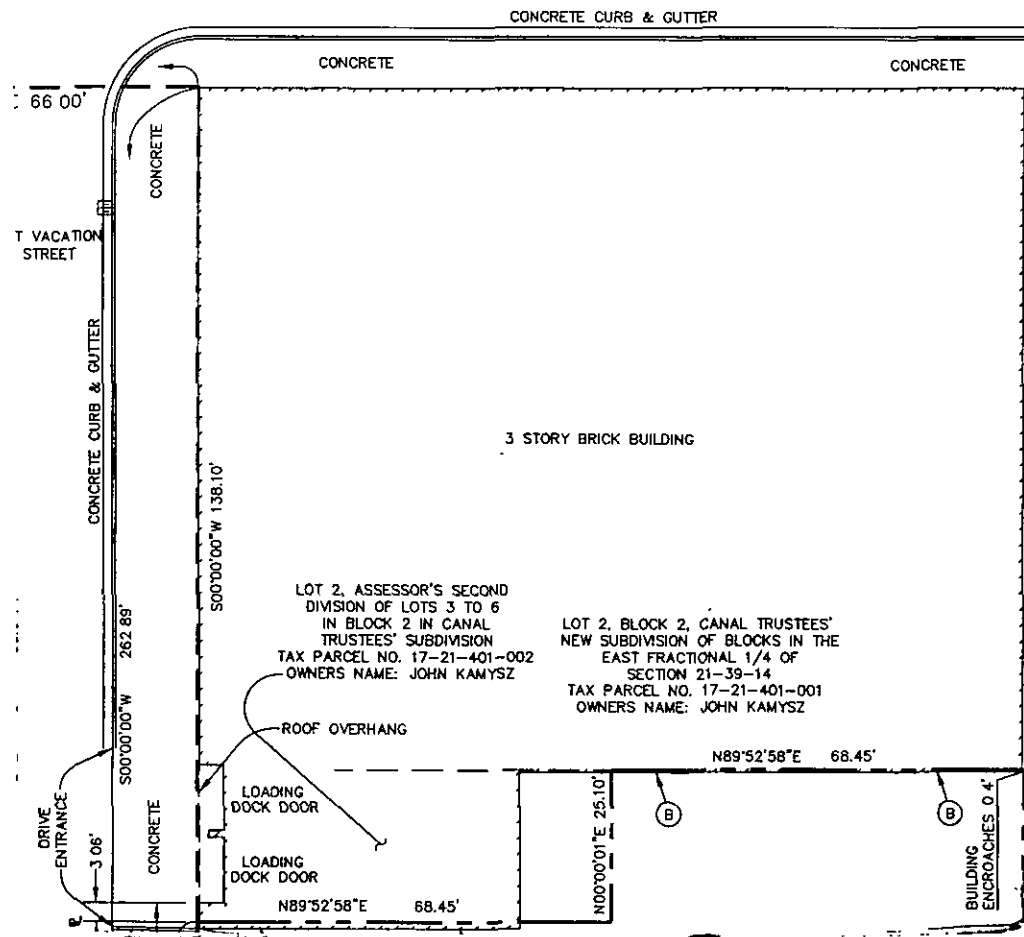 CONCRETE CURB & GUTTER
CONCRETE
CONCRETE
66 00'
CONCRETE
T VACATION
STREET
CONCRETE CURB & GUTTER
3 STORY BRICK BUILDING
S00°00'00"W 138.10'
S00°00'00"W 262 89'
LOT 2, ASSESSOR'S SECOND
DIVISION OF LOTS 3 TO 6
IN BLOCK 2 IN CANAL
TRUSTEES' SUBDIVISION
TAX PARCEL NO. 17-21-401-002
OWNERS NAME: JOHN KAMYSZ
LOT 2, BLOCK 2, CANAL TRUSTEES'
NEW SUBDIVISION OF BLOCKS IN THE
EAST FRACTIONAL 1/4 OF
SECTION 21-39-14
TAX PARCEL NO. 17-21-401-001
OWNERS NAME: JOHN KAMYSZ
ROOF OVERHANG
N89°52'58"E 68.45'
LOADING
DOCK DOOR
LOADING
DOCK DOOR
DRIVE
ENTRANCE
3 06'
CONCRETE
N89°52'58"E 68.45'
N00°00'01"E 25.10'
B
B
BUILDING
ENCROACHES 0 4'